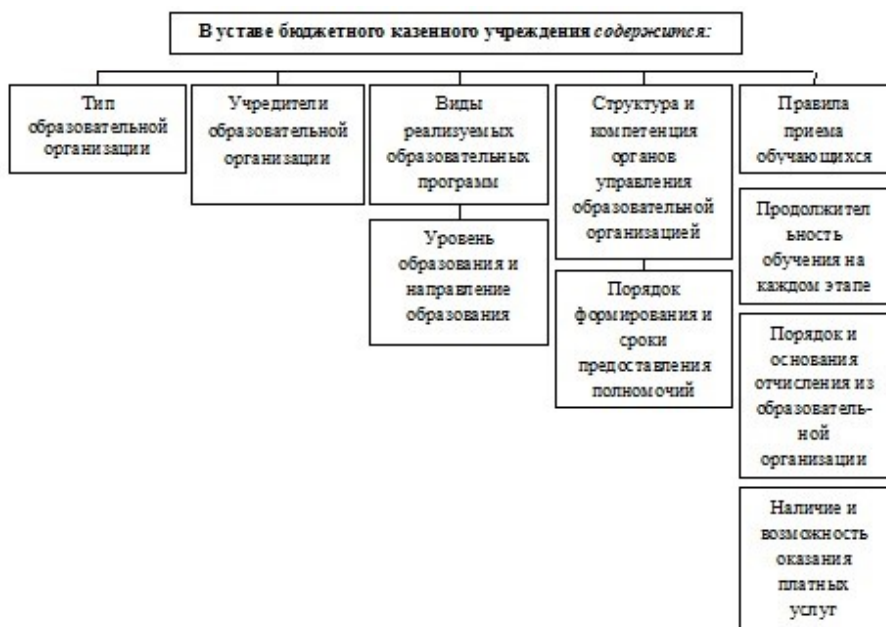 В уставе бюджетного казенного учреждения содержится:
Тип
образовательной
организации
Учредители
образовательной
организации
Виды
реализуемых
образовательных
программ
Уровень
образования и
направление
образования
Структура и
компетенция
органов
управления
образовательной
организацией
Порядок
формирования и
сроки
предоставления
полномочий
Правила
приема
обучающихся
Продолжител
ьность
обучения на
каждом этапе
Порядок и
основания
отчисления из
образователь-
ной
организации
Наличие и
возможность
оказания
платных
услуг